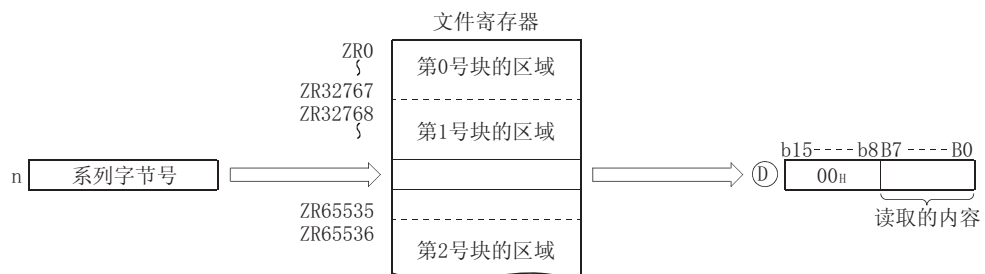 文件寄存器
ZR0
第0号块的区域
ZR32767
ZR32768
第1号块的区域
n 系列字节号
b15----b8B7----B0
D 00H
读取的内容
ZR65535
ZR65536
第2号块的区域